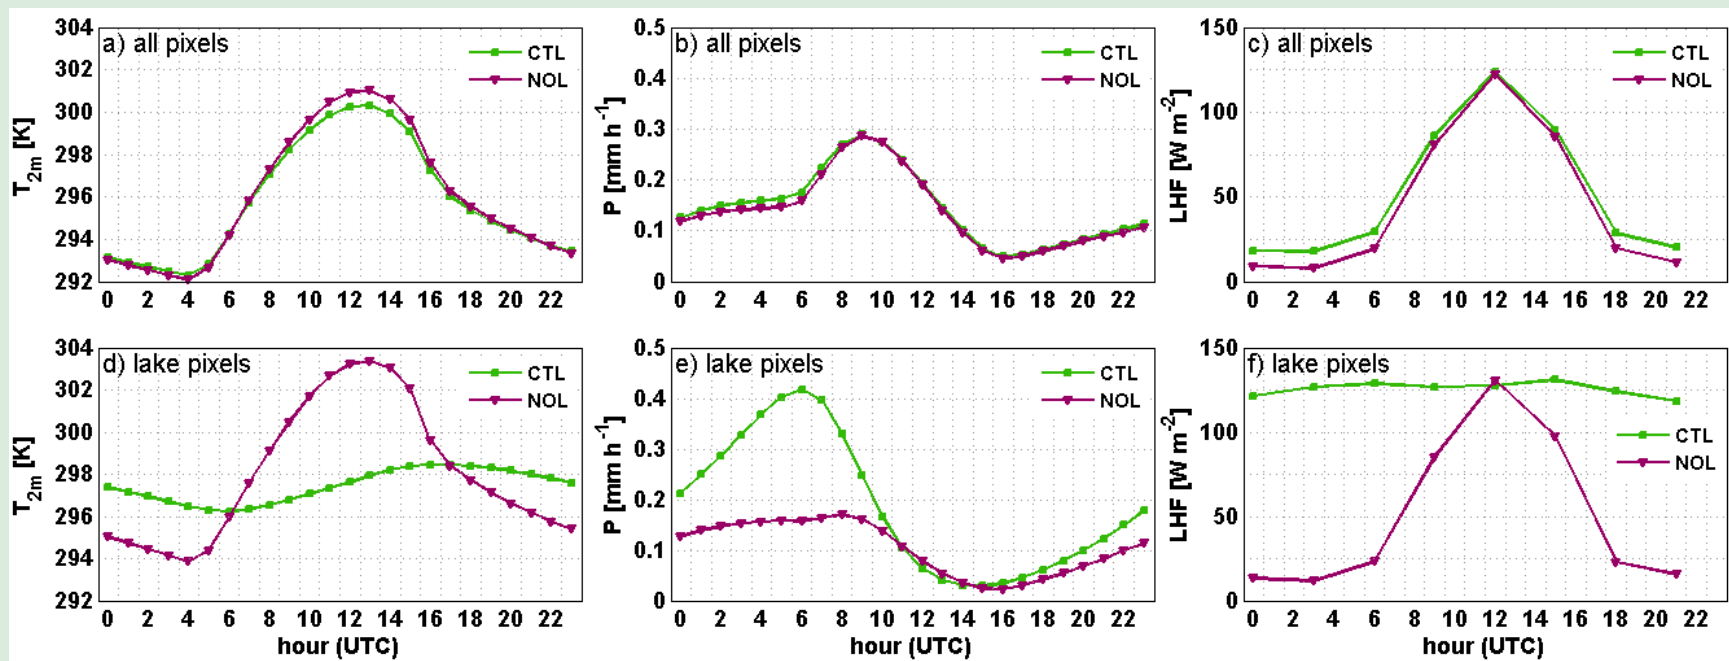 a) all pixels
CTL
NOL
T2m [K]
304
302
300
298
296
294
292
0 2 4 6 8 10 12 14 16 18 20 22
b) all pixels
CTL
NOL
P [mm h-1]
0.5
0.4
0.3
0.2
0.1
0
0 2 4 6 8 10 12 14 16 18 20 22
c) all pixels
CTL
NOL
LHF [W m-2]
150
100
50
0
0 2 4 6 8 10 12 14 16 18 20 22
d) lake pixels
CTL
NOL
T2m [K]
304
302
300
298
296
294
292
0 2 4 6 8 10 12 14 16 18 20 22
hour (UTC)
e) lake pixels
CTL
NOL
P [mm h-1]
0.5
0.4
0.3
0.2
0.1
0
0 2 4 6 8 10 12 14 16 18 20 22
hour (UTC)
f) lake pixels
CTL
NOL
LHF [W m-2]
150
100
50
0
0 2 4 6 8 10 12 14 16 18 20 22
hour (UTC)